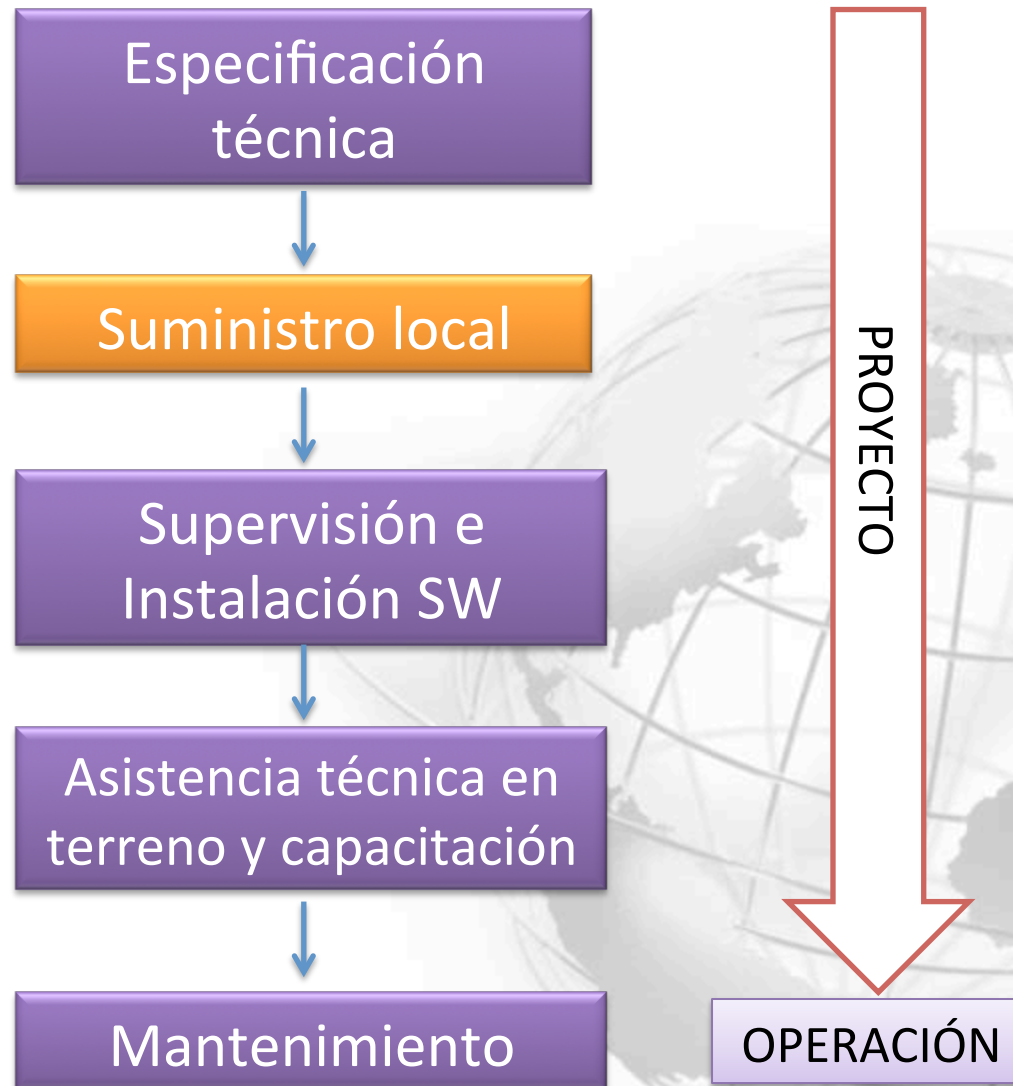 Especificación
técnica
Suministro local
Supervisión e
Instalación SW
Asistencia técnica en
terreno y capacitación
Mantenimiento
PROYECTO
OPERACIÓN